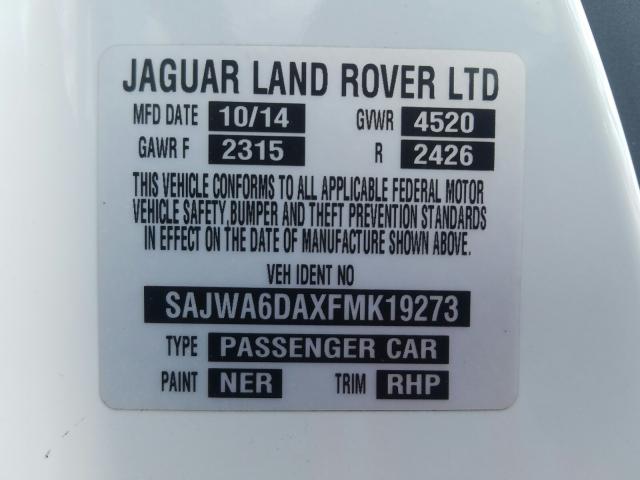 JAGUAR LAND ROVER LTD
MFD DATE 10/14 GVWR 4520
GAWR F 2315 R 2426
THIS VEHICLE CONFORMS TO ALL APPLICABLE FEDERAL MOTOR
VEHICLE SAFETY,BUMPER AND THEFT PREVENTION STANDARDS
IN EFFECT ON THE DATE OF MANUFACTURE SHOWN ABOVE.
VEH IDENT NO
SAJWA6DAXFMK19273
TYPE PASSENGER CAR
PAINT NER TRIM RHP